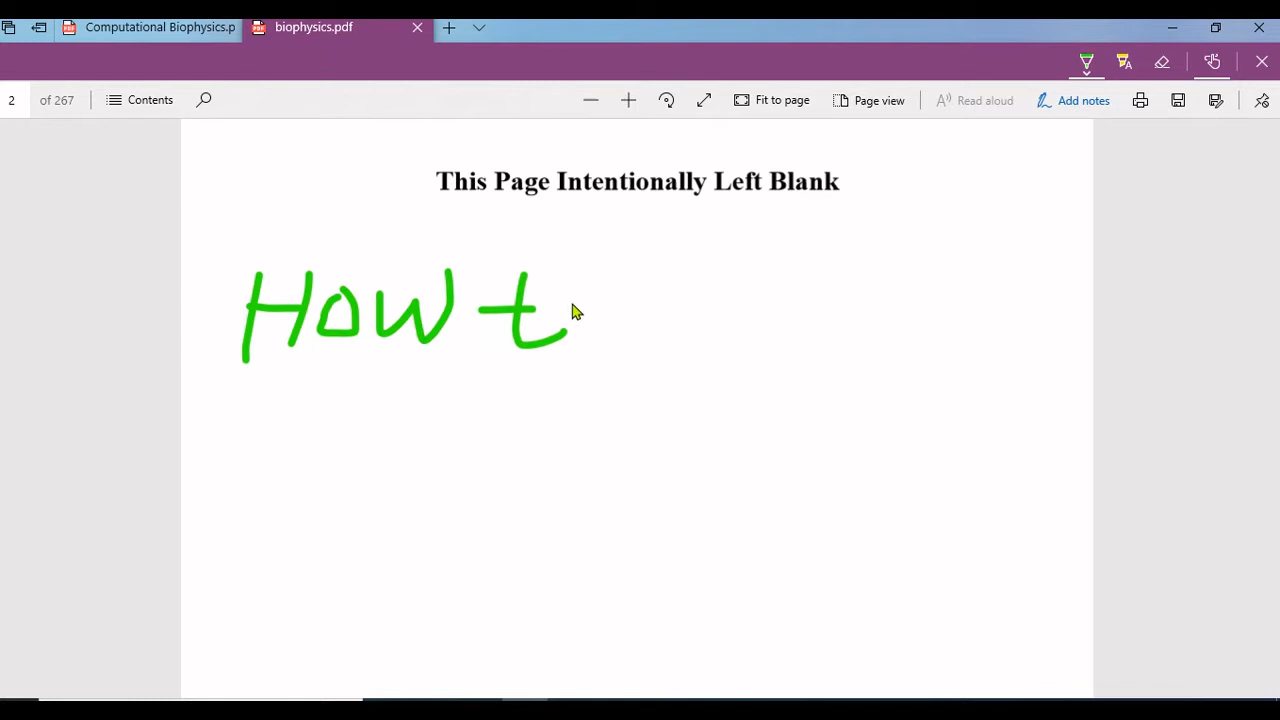 Computational Biophysics.p
biophysics.pdf
2 of 267 Contents Fit to page Page view Read aloud Add notes
This Page Intentionally Left Blank
How t